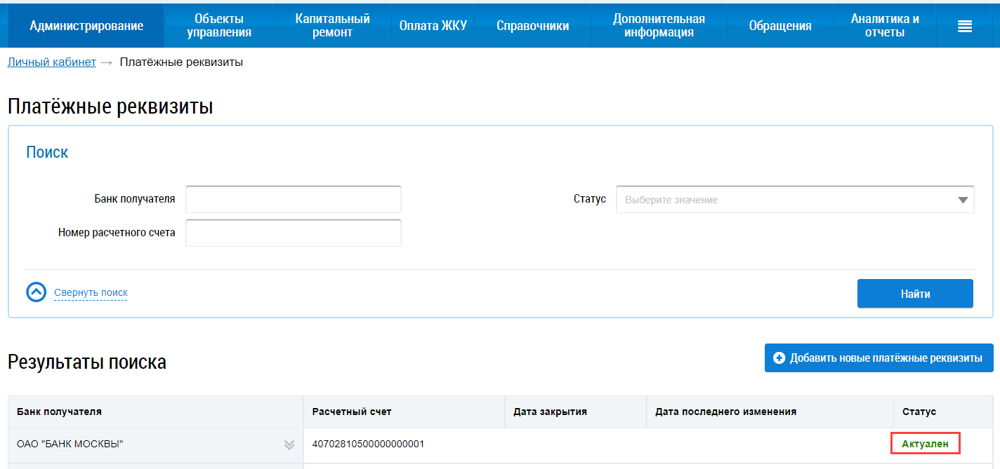 Администрирование
Объекты управления
Капитальный ремонт
Оплата ЖКУ
Справочники
Дополнительная информация
Обращения
Аналитика и отчеты
Личный кабинет → Платёжные реквизиты
Платёжные реквизиты
Поиск
Банк получателя
Статус Выберите значение
Номер расчетного счета
Свернуть поиск
Найти
Результаты поиска
Добавить новые платёжные реквизиты
Банк получателя Расчетный счет Дата закрытия Дата последнего изменения Статус
ОАО "БАНК МОСКВЫ" 40702810500000000001 Актуален